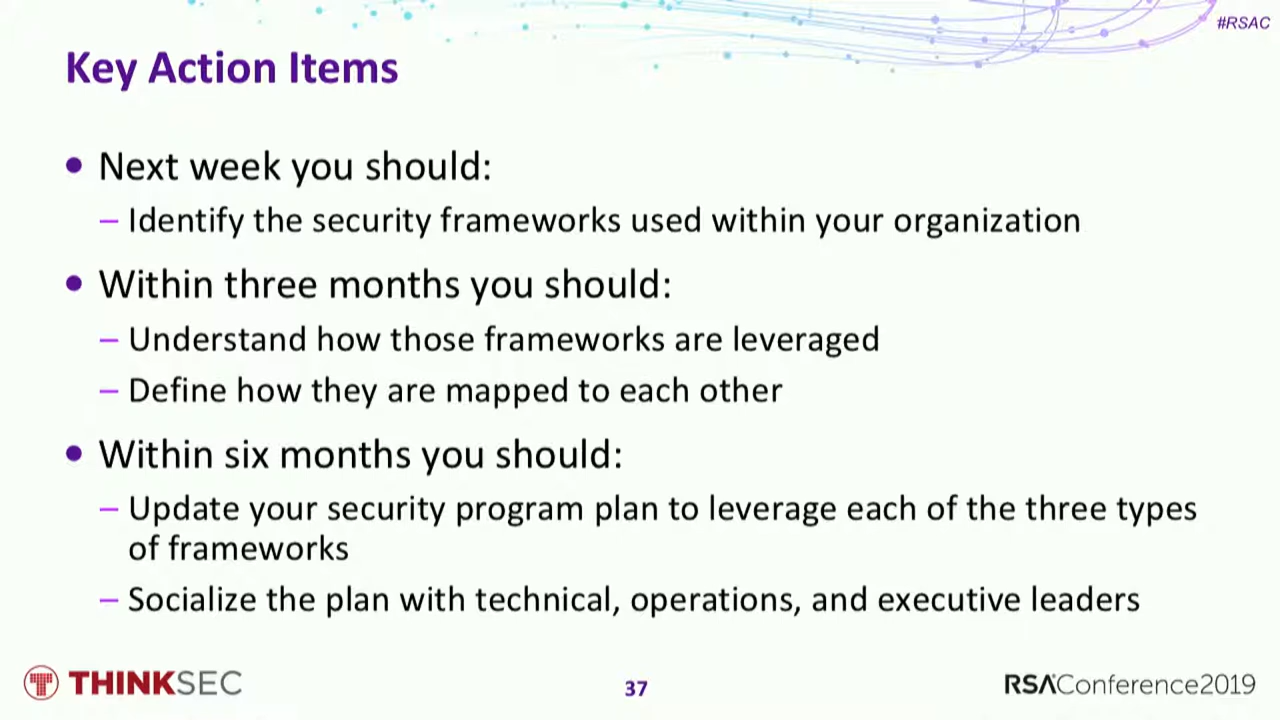 #RSAC
Key Action Items
• Next week you should:
– Identify the security frameworks used within your organization
• Within three months you should:
– Understand how those frameworks are leveraged
– Define how they are mapped to each other
• Within six months you should:
– Update your security program plan to leverage each of the three types
of frameworks
– Socialize the plan with technical, operations, and executive leaders
THINKSEC
37
RSAConference2019